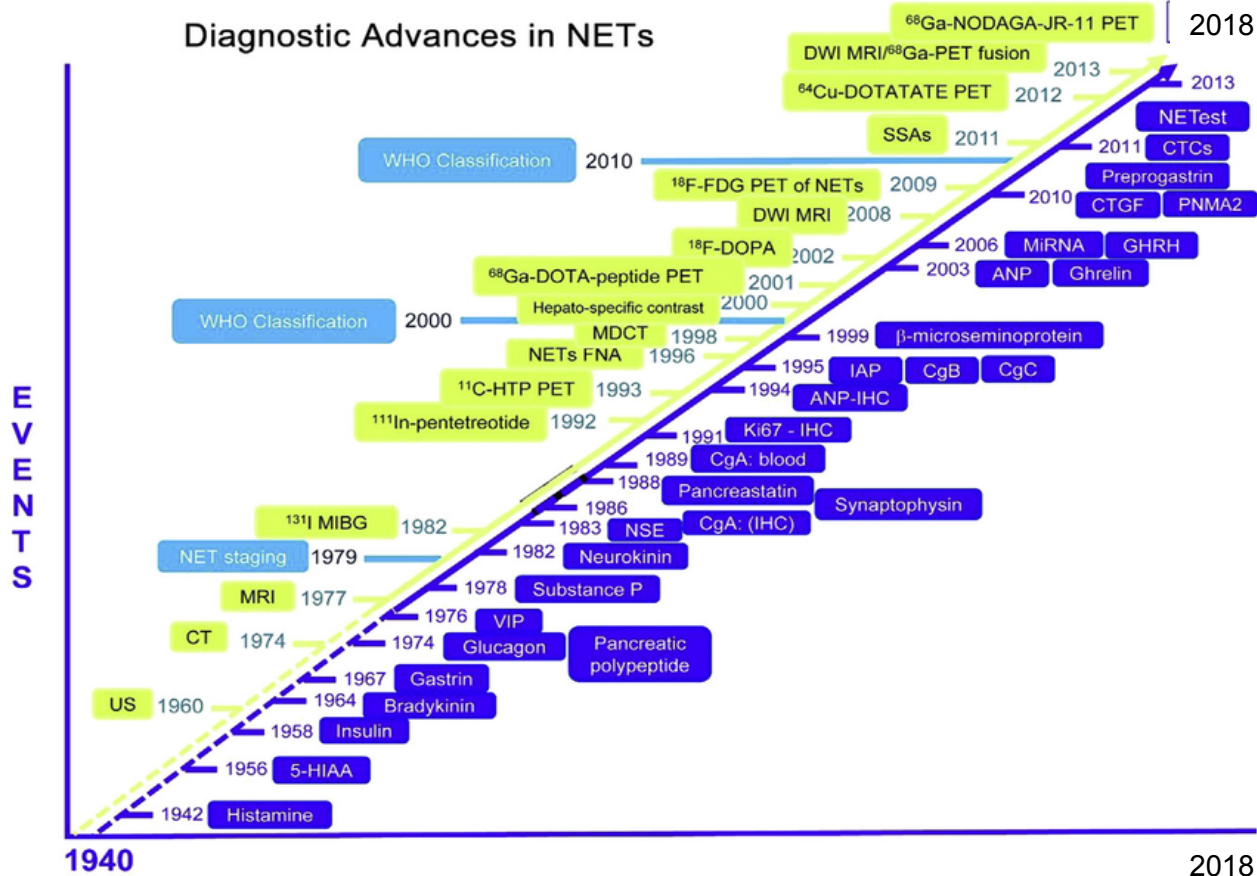 Diagnostic Advances in NETs
⁶⁸Ga-NODAGA-JR-11 PET 2018
DWI MRI/⁶⁸Ga-PET fusion 2013
⁶⁴Cu-DOTATATE PET 2012
SSAs 2011
WHO Classification 2010
¹⁸F-FDG PET of NETs 2009
DWI MRI 2008
¹⁸F-DOPA 2002
⁶⁸Ga-DOTA-peptide PET 2001
Hepato-specific contrast 2000
WHO Classification 2000
MDCT 1998
NETs FNA 1996
¹¹C-HTP PET 1993
¹¹¹In-pentetreotide 1992
¹³¹I MIBG 1982
NET staging 1979
MRI 1977
CT 1974
US 1960
EVENTS
2013 NETest
2011 CTCs
Preprogastrin
2010 CTGF PNMA2
2006 MiRNA GHRH
2003 ANP Ghrelin
1999 β-microseminoprotein
1995 IAP CgB CgC
1994 ANP-IHC
1991 Ki67 - IHC
1989 CgA: blood
1988 Pancreastatin
Synaptophysin
1986 CgA: (IHC)
1983 NSE
1982 Neurokinin
1978 Substance P
1976 VIP
1974 Glucagon
Pancreatic
polypeptide
1967 Gastrin
1964 Bradykinin
1958 Insulin
1956 5-HIAA
1942 Histamine
1940 2018